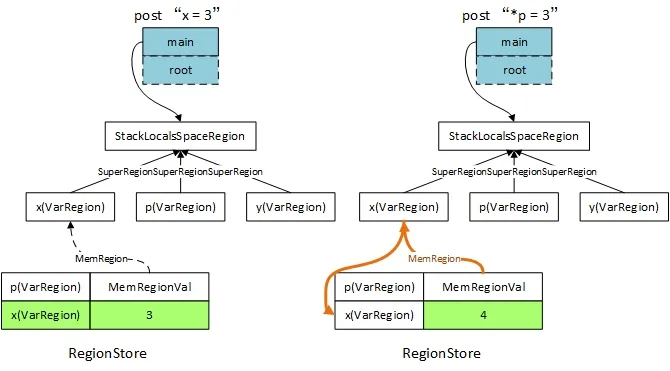 post “x = 3”
main
root
StackLocalsSpaceRegion
SuperRegionSuperRegionSuperRegion
x(VarRegion) p(VarRegion) y(VarRegion)
MemRegion
p(VarRegion) MemRegionVal
x(VarRegion) 3
RegionStore
post “*p = 3”
main
root
StackLocalsSpaceRegion
SuperRegionSuperRegionSuperRegion
x(VarRegion) p(VarRegion) y(VarRegion)
MemRegion
p(VarRegion) MemRegionVal
x(VarRegion) 4
RegionStore